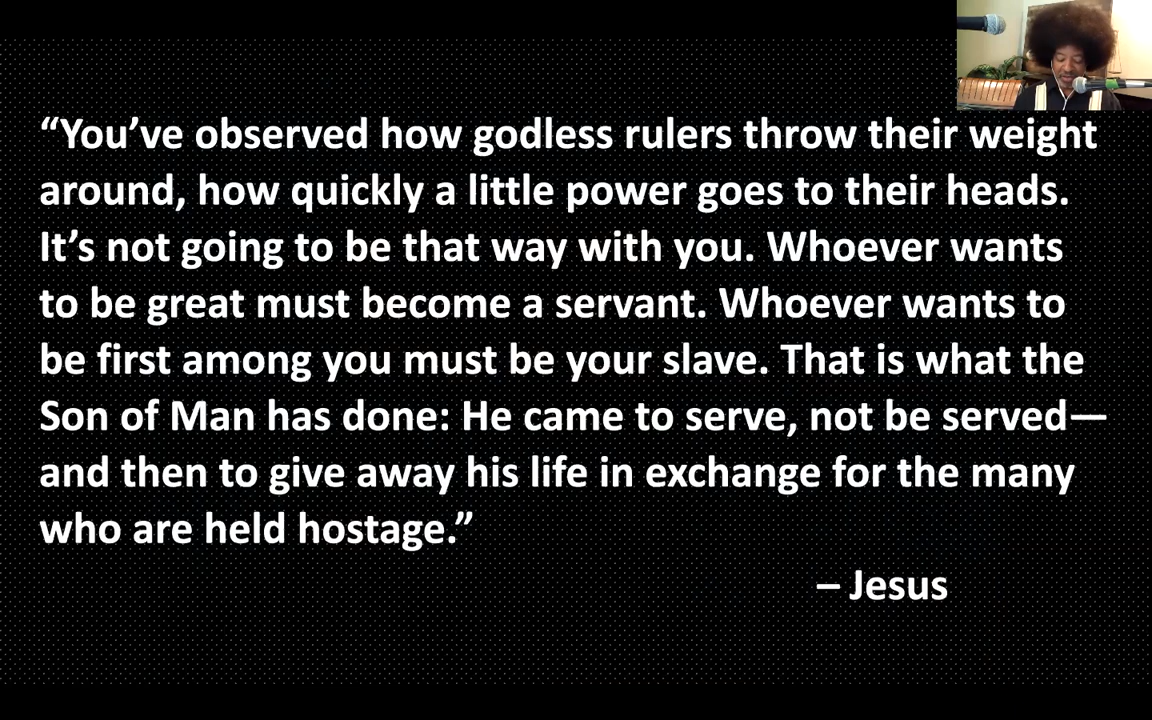 “You’ve observed how godless rulers throw their weight
around, how quickly a little power goes to their heads.
It’s not going to be that way with you. Whoever wants
to be great must become a servant. Whoever wants to
be first among you must be your slave. That is what the
Son of Man has done: He came to serve, not be served—
and then to give away his life in exchange for the many
who are held hostage.”
– Jesus